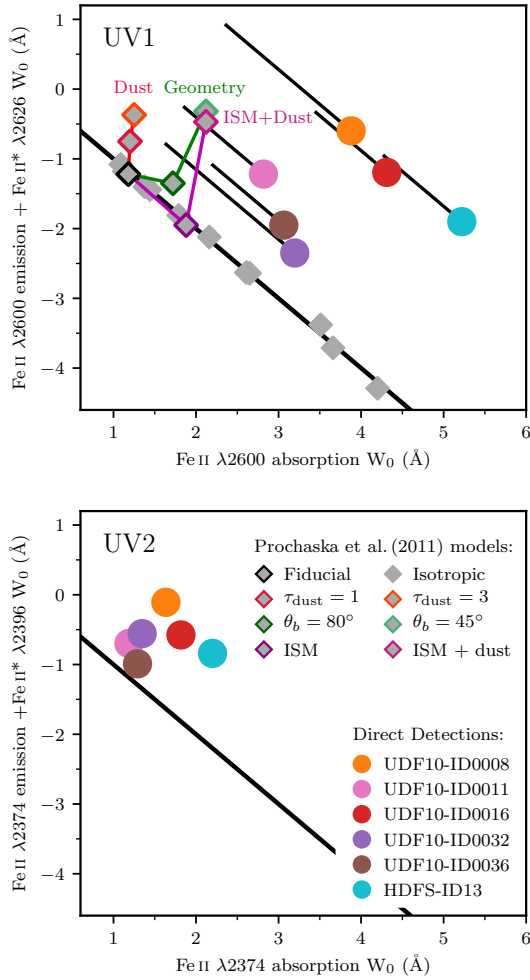 UV1
Fe II λ2600 emission + Fe II* λ2626 W₀ (Å)
1
0
−1
−2
−3
−4
Dust
Geometry
ISM+Dust
1 2 3 4 5 6
Fe II λ2600 absorption W₀ (Å)
UV2
Fe II λ2374 emission +Fe II* λ2396 W₀ (Å)
1
0
−1
−2
−3
−4
Prochaska et al. (2011) models:
Fiducial Isotropic
τ_dust = 1 τ_dust = 3
θ_b = 80° θ_b = 45°
ISM ISM + dust
Direct Detections:
UDF10-ID0008
UDF10-ID0011
UDF10-ID0016
UDF10-ID0032
UDF10-ID0036
HDFS-ID13
1 2 3 4 5 6
Fe II λ2374 absorption W₀ (Å)